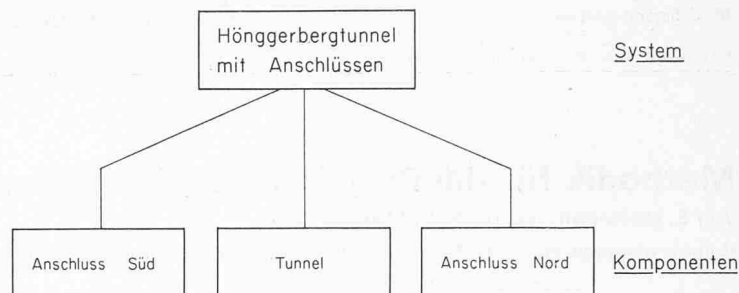 Hönggerbergtunnel
mit Anschlüssen
System
Anschluss Süd
Tunnel
Anschluss Nord
Komponenten